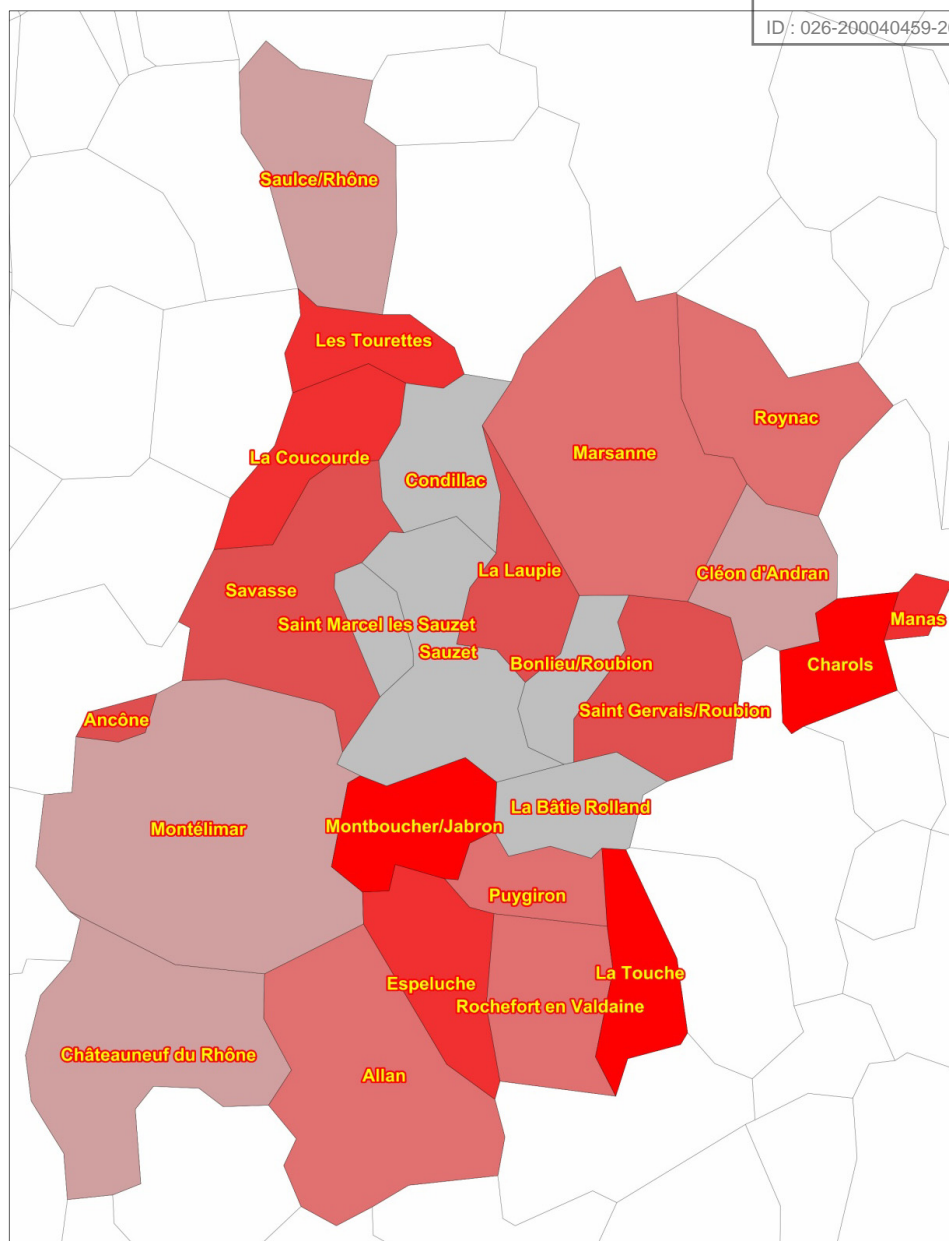 ID : 026-200040459-20
Saulce/Rhône
Les Tourettes
Roynac
Marsanne
La Coucourde
Condillac
La Laupie
Cléon d'Andran
Savasse
Manas
Saint Marcel les Sauzet
Sauzet
Bonlieu/Roubion
Charols
Saint Gervais/Roubion
Ancône
La Bâtie Rolland
Montboucher/Jabron
Montélimar
Puygiron
La Touche
Espeluche
Rochefort en Valdaine
Châteauneuf du Rhône
Allan